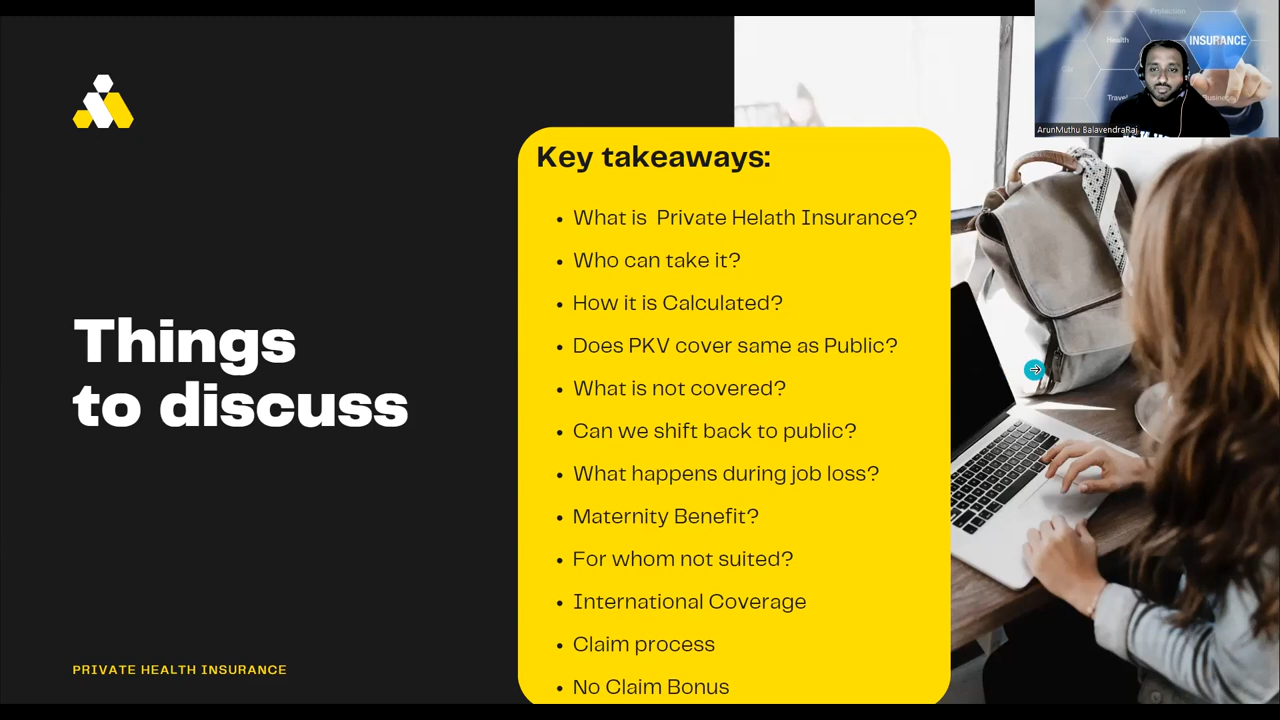 Things
to discuss
PRIVATE HEALTH INSURANCE
Key takeaways:
• What is Private Helath Insurance?
• Who can take it?
• How it is Calculated?
• Does PKV cover same as Public?
• What is not covered?
• Can we shift back to public?
• What happens during job loss?
• Maternity Benefit?
• For whom not suited?
• International Coverage
• Claim process
• No Claim Bonus
Protection
Health
INSURANCE
Car
Travel
Business
ArunMuthu BalavendraRaj